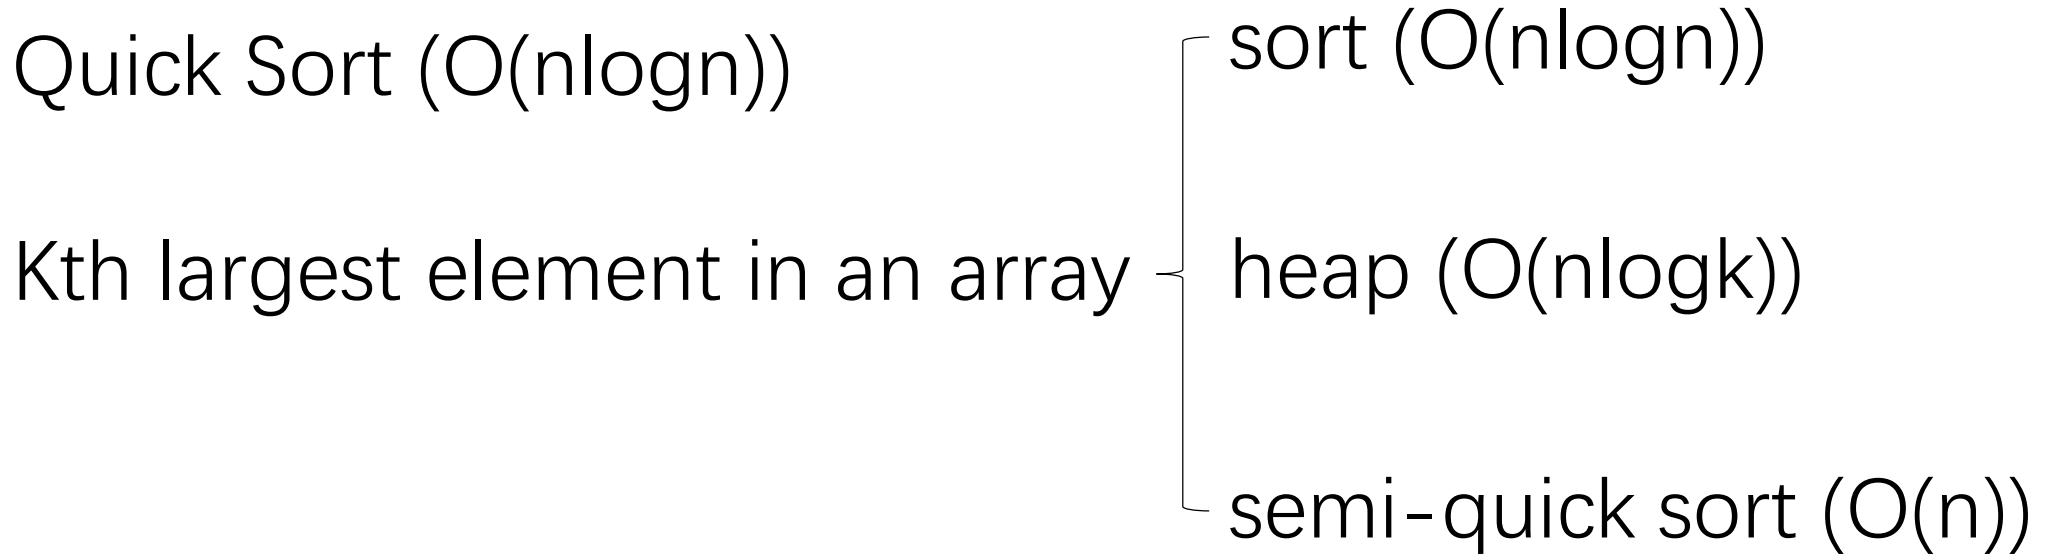 Quick Sort (O(nlogn))
Kth largest element in an array
sort (O(nlogn))
heap (O(nlogk))
semi-quick sort (O(n))